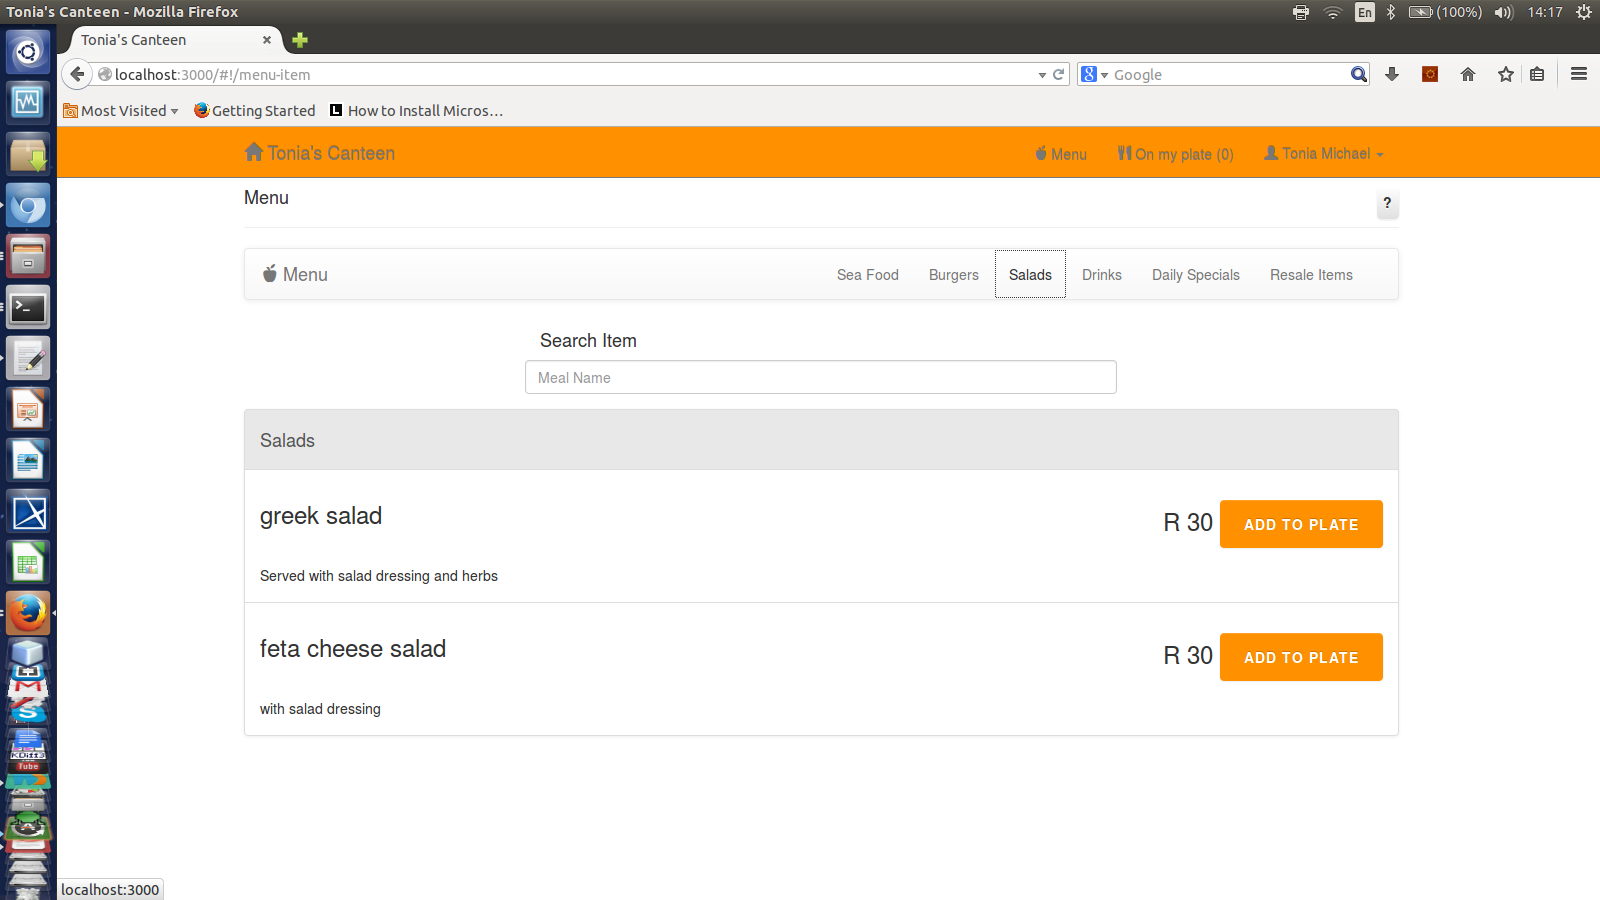 Tonia's Canteen - Mozilla Firefox
En
(100%)
14:17
Tonia's Canteen
localhost:3000/#!/menu-item
Google
Most Visited
Getting Started
L How to Install Micros...
Tonia's Canteen
Menu
On my plate (0)
Tonia Michael
Menu
?
Menu
Sea Food
Burgers
Salads
Drinks
Daily Specials
Resale Items
Search Item
Meal Name
Salads
greek salad
R 30
ADD TO PLATE
Served with salad dressing and herbs
feta cheese salad
R 30
ADD TO PLATE
with salad dressing
Tube
localhost:3000